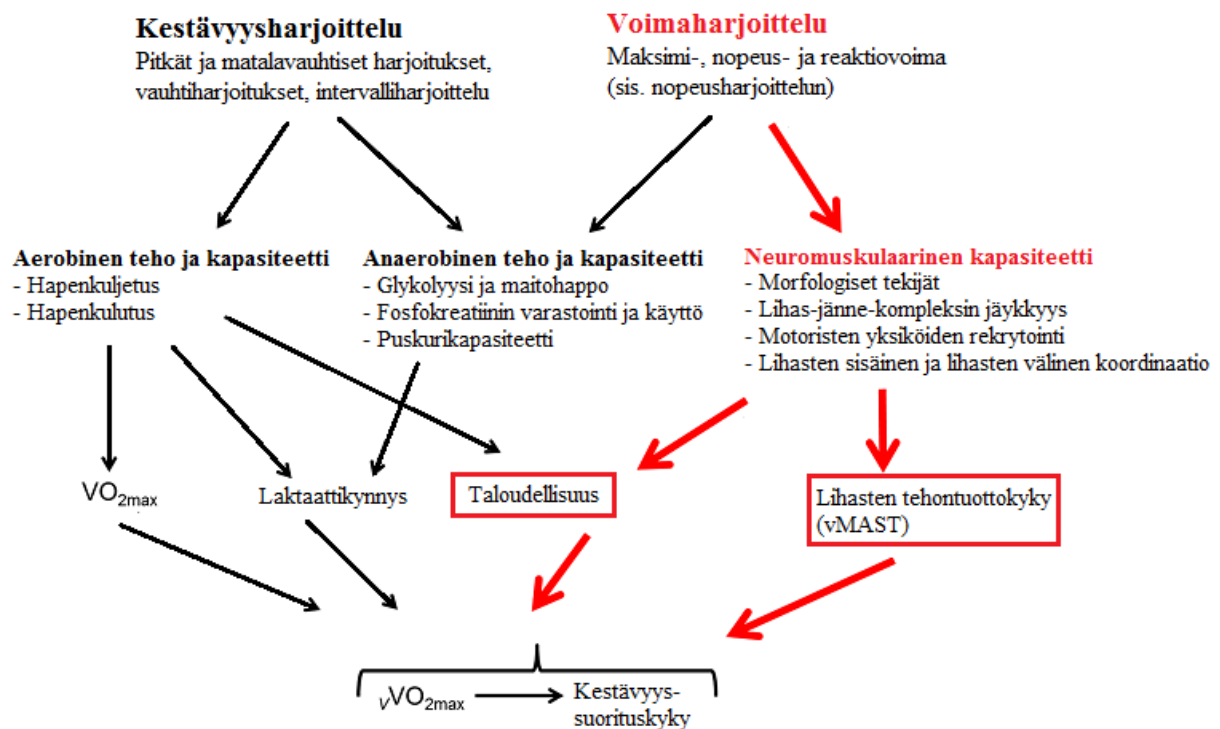 Kestävyysharjoittelu
Pitkät ja matalavauhtiset harjoitukset,
vauhtiharjoitukset, intervalliharjoittelu
Voimaharjoittelu
Maksimi-, nopeus- ja reaktiovoima
(sis. nopeusharjoittelun)
Aerobinen teho ja kapasiteetti
- Hapenkuljetus
- Hapenkulutus
Anaerobinen teho ja kapasiteetti
- Glykolyysi ja maitohappo
- Fosfokreatiinin varastointi ja käyttö
- Puskurikapasiteetti
Neuromuskulaarinen kapasiteetti
- Morfologiset tekijät
- Lihas-jänne-kompleksin jäykkyys
- Motoristen yksiköiden rekrytointi
- Lihasten sisäinen ja lihasten välinen koordinaatio
VO2max
Laktaattikynnys
Taloudellisuus
Lihasten tehontuottokyky
(vMAST)
vVO2max
Kestävyys-
suorituskyky